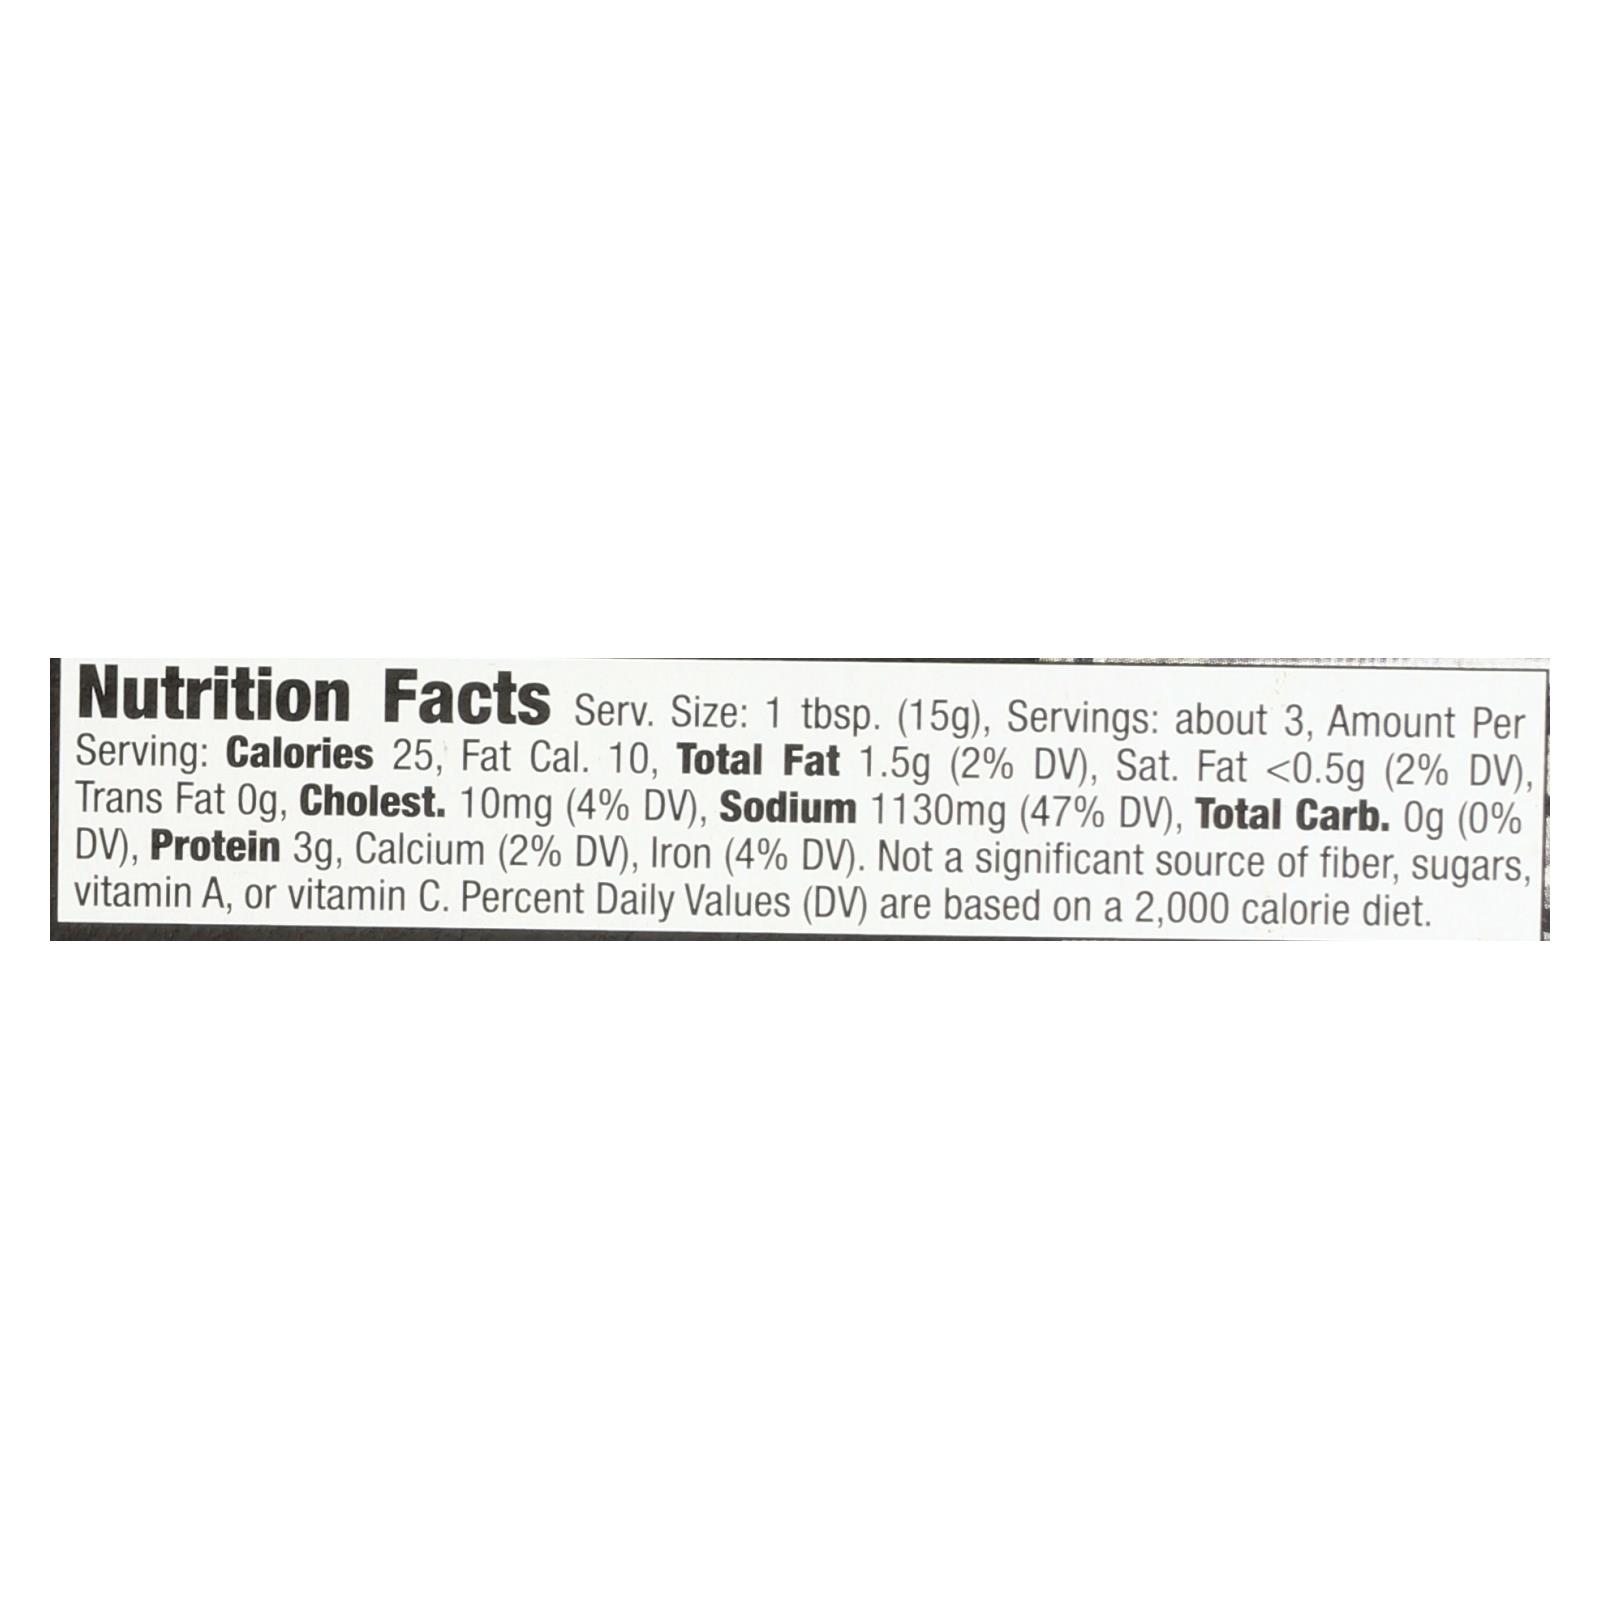 Nutrition Facts Serv. Size: 1 tbsp. (15g), Servings: about 3, Amount Per
Serving: Calories 25, Fat Cal. 10, Total Fat 1.5g (2% DV), Sat. Fat <0.5g (2% DV),
Trans Fat 0g, Cholest. 10mg (4% DV), Sodium 1130mg (47% DV), Total Carb. 0g (0%
DV), Protein 3g, Calcium (2% DV), Iron (4% DV). Not a significant source of fiber, sugars,
vitamin A, or vitamin C. Percent Daily Values (DV) are based on a 2,000 calorie diet.